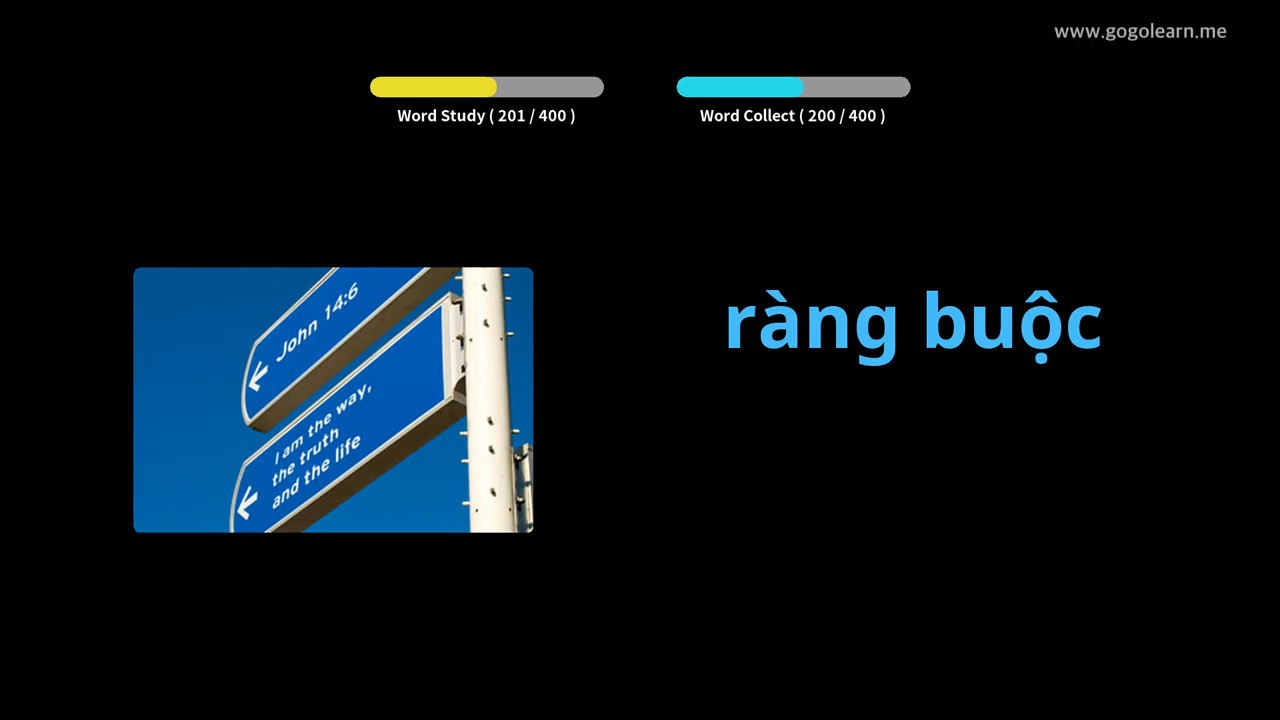 www.gogolearn.me
Word Study ( 201 / 400 )
Word Collect ( 200 / 400 )
John 14:6
I am the way,
the truth
and the life
ràng buộc